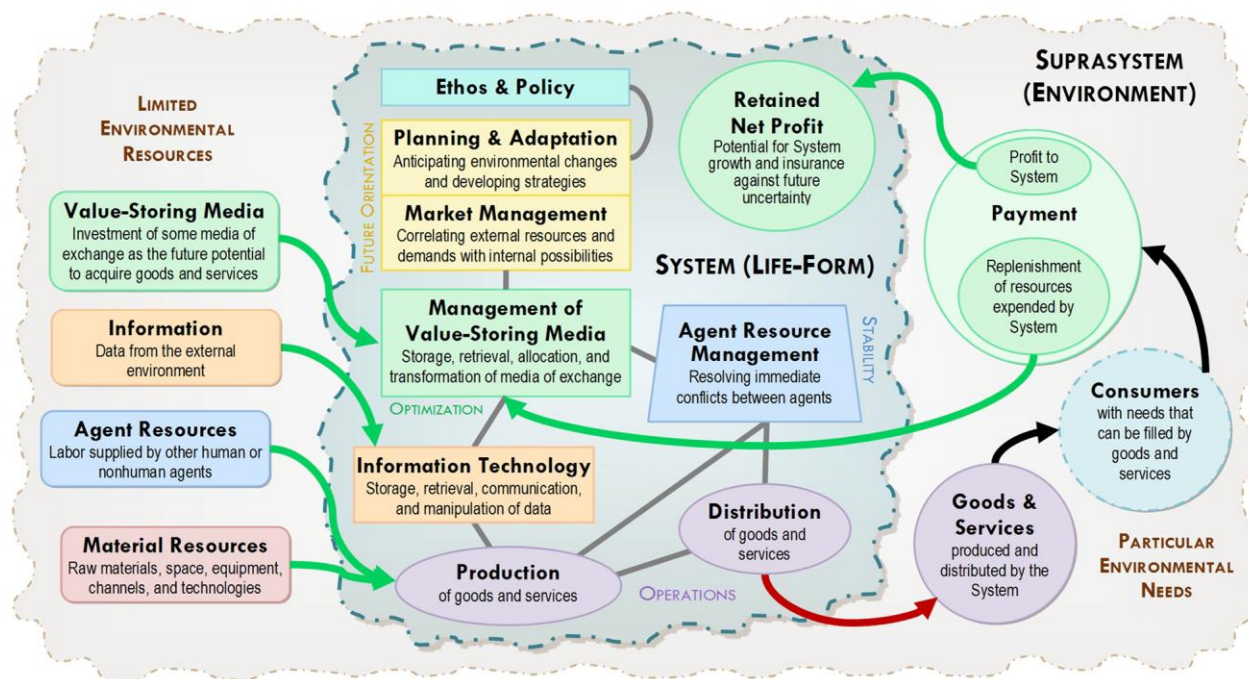 LIMITED
ENVIRONMENTAL
RESOURCES
Value-Storing Media
Investment of some media of
exchange as the future potential
to acquire goods and services
Information
Data from the external
environment
Agent Resources
Labor supplied by other human or
nonhuman agents
Material Resources
Raw materials, space, equipment,
channels, and technologies
FUTURE ORIENTATION
Ethos & Policy
Planning & Adaptation
Anticipating environmental changes
and developing strategies
Market Management
Correlating external resources and
demands with internal possibilities
Management of
Value-Storing Media
Storage, retrieval, allocation, and
transformation of media of exchange
OPTIMIZATION
Information Technology
Storage, retrieval, communication,
and manipulation of data
Production
of goods and services
OPERATIONS
Retained
Net Profit
Potential for System
growth and insurance
against future
uncertainty
SYSTEM (LIFE-FORM)
Agent Resource
Management
Resolving immediate
conflicts between agents
STABILITY
Distribution
of goods and
services
SUPRASYSTEM
(ENVIRONMENT)
Profit to
System
Payment
Replenishment
of resources
expended by
System
Consumers
with needs that
can be filled by
goods and
services
Goods &
Services
produced and
distributed by the
System
PARTICULAR
ENVIRONMENTAL
NEEDS